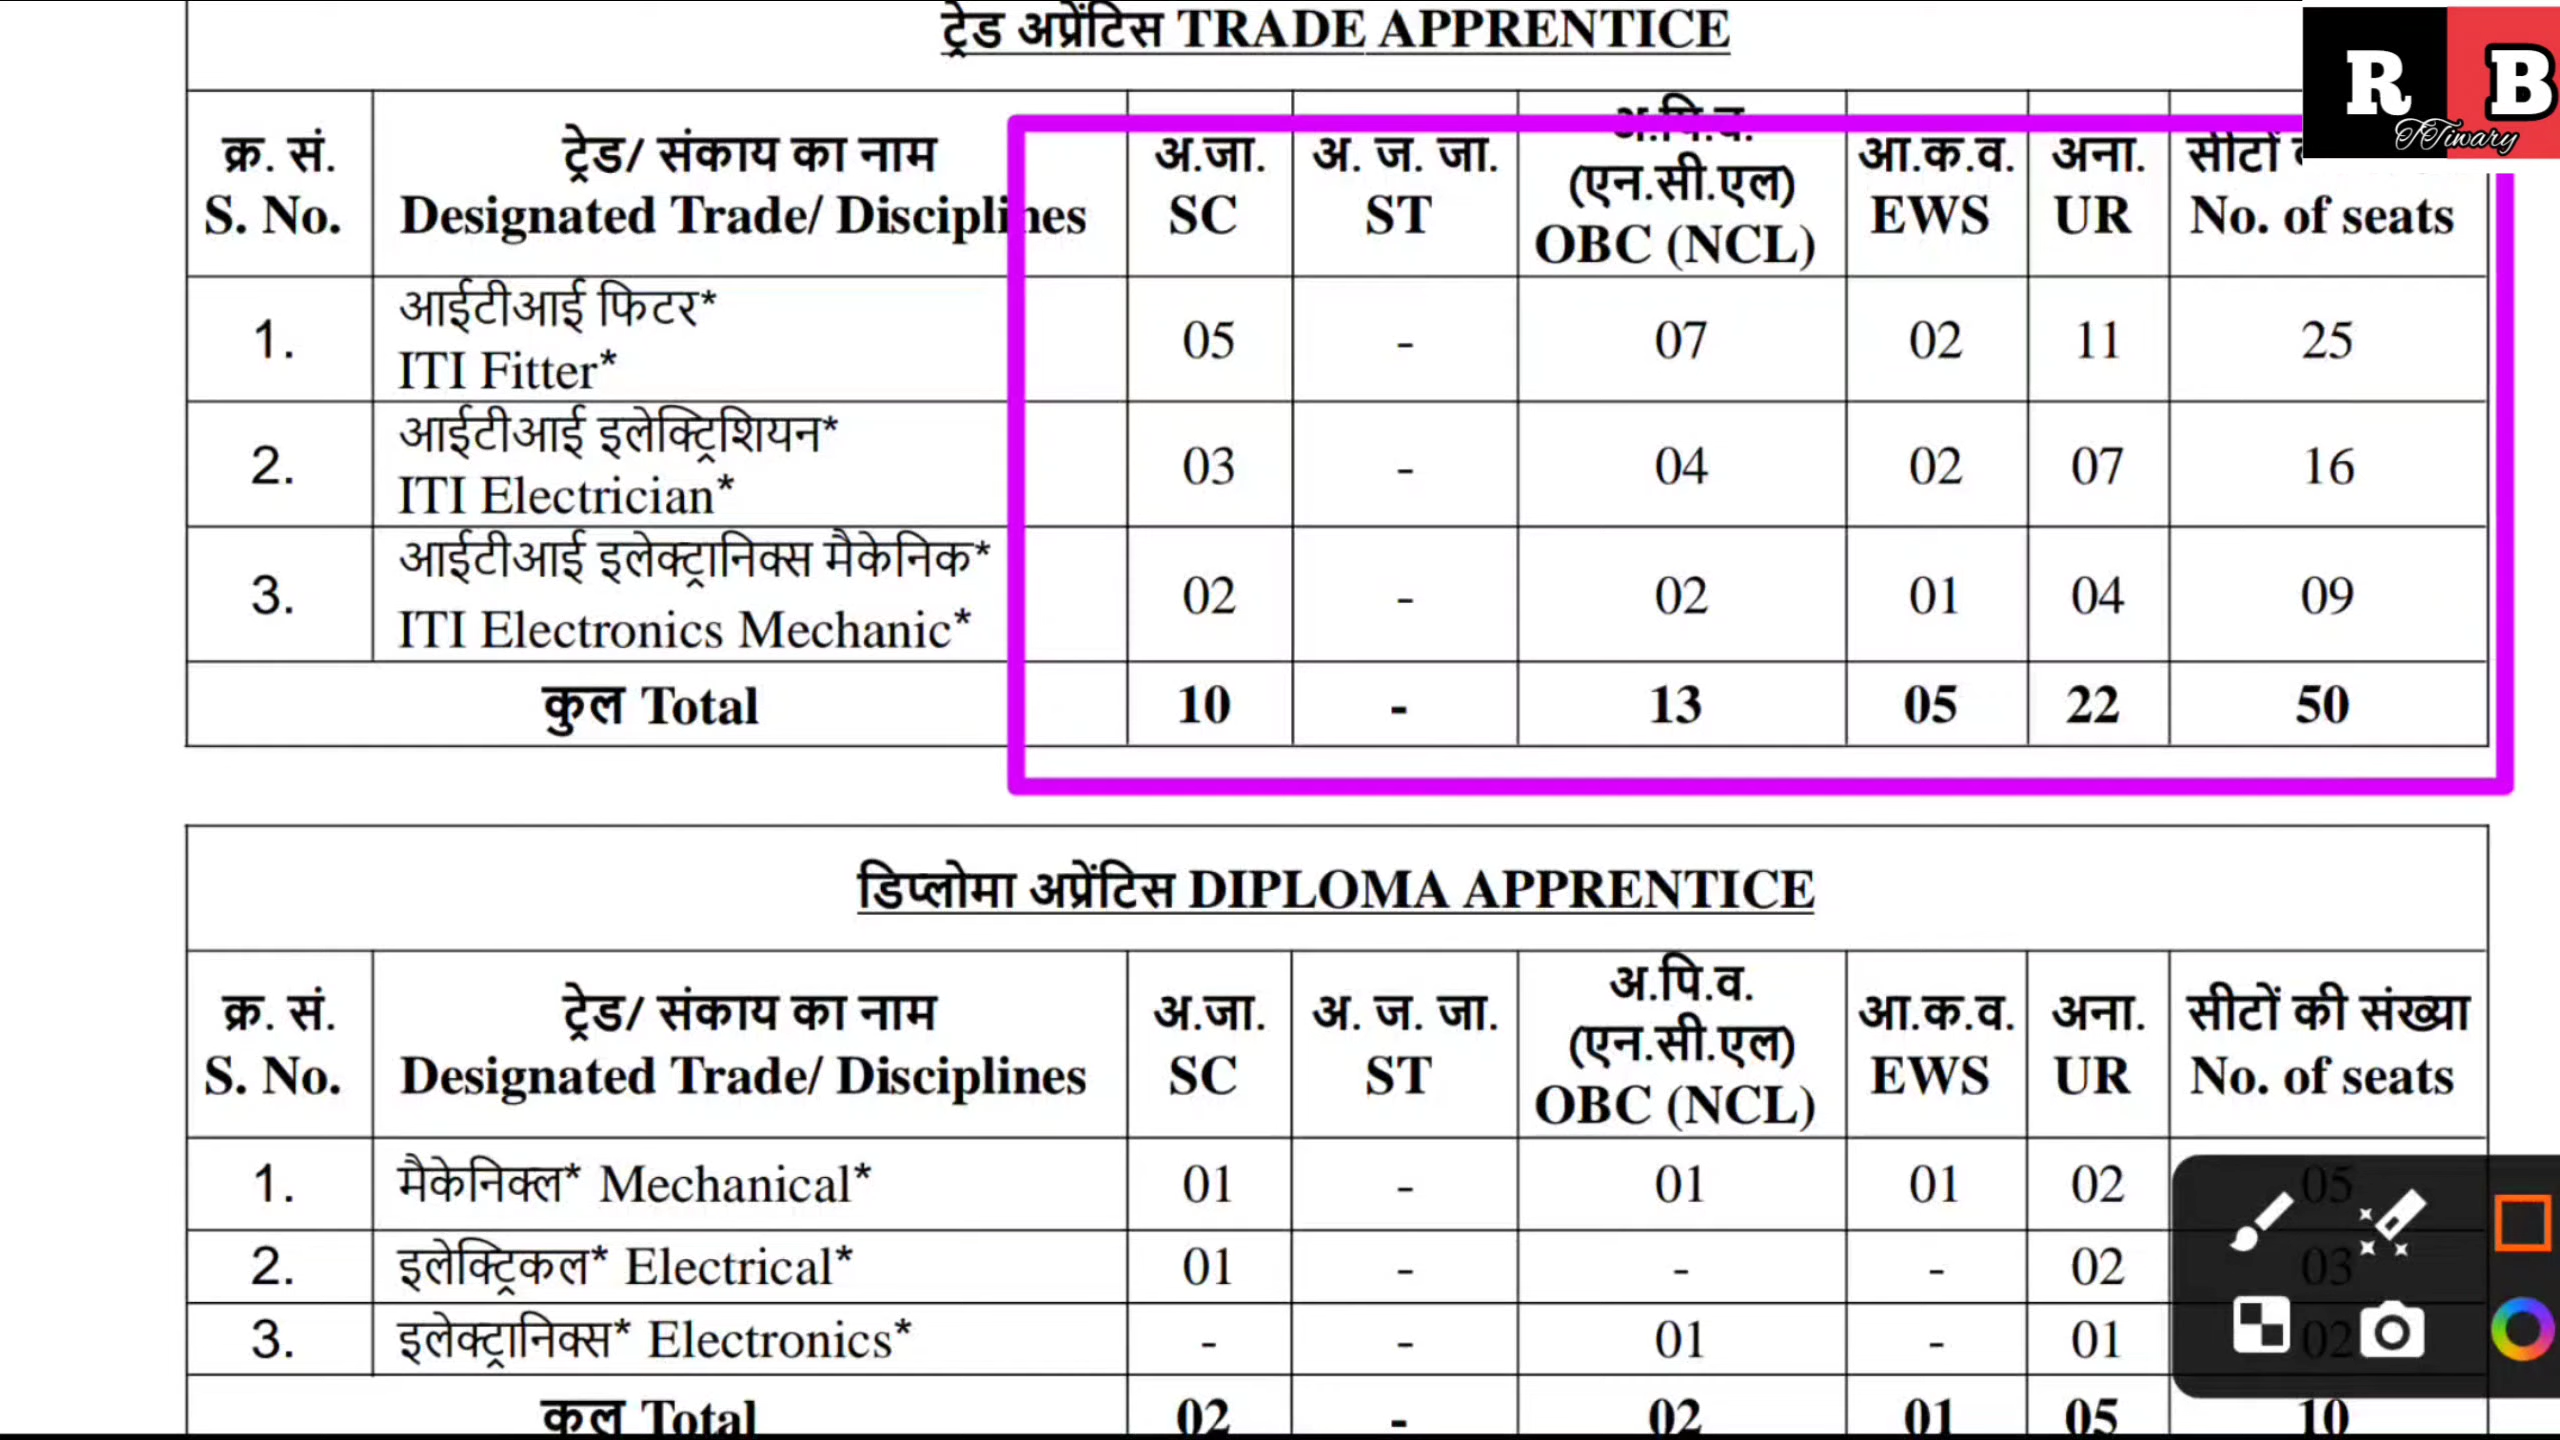 ट्रेड अप्रेंटिस TRADE APPRENTICE
R B
TTiwary
क्र. सं. ट्रेड/ संकाय का नाम अ.जा. अ. ज. जा. अ.पि.व. (एन.सी.एल) आ.क.व. अना. सीटों
S. No. Designated Trade/ Disciplines SC ST OBC (NCL) EWS UR No. of seats
1. आईटीआई फिटर* 05 - 07 02 11 25
ITI Fitter*
2. आईटीआई इलेक्ट्रिशियन* 03 - 04 02 07 16
ITI Electrician*
3. आईटीआई इलेक्ट्रानिक्स मैकेनिक* 02 - 02 01 04 09
ITI Electronics Mechanic*
कुल Total 10 - 13 05 22 50
डिप्लोमा अप्रेंटिस DIPLOMA APPRENTICE
क्र. सं. ट्रेड/ संकाय का नाम अ.जा. अ. ज. जा. अ.पि.व. (एन.सी.एल) आ.क.व. अना. सीटों की संख्या
S. No. Designated Trade/ Disciplines SC ST OBC (NCL) EWS UR No. of seats
1. मैकेनिक्ल* Mechanical* 01 - 01 01 02 05
2. इलेक्ट्रिकल* Electrical* 01 - - - 02 03
3. इलेक्ट्रानिक्स* Electronics* - - 01 - 01 02
कुल Total 02 - 02 01 05 10